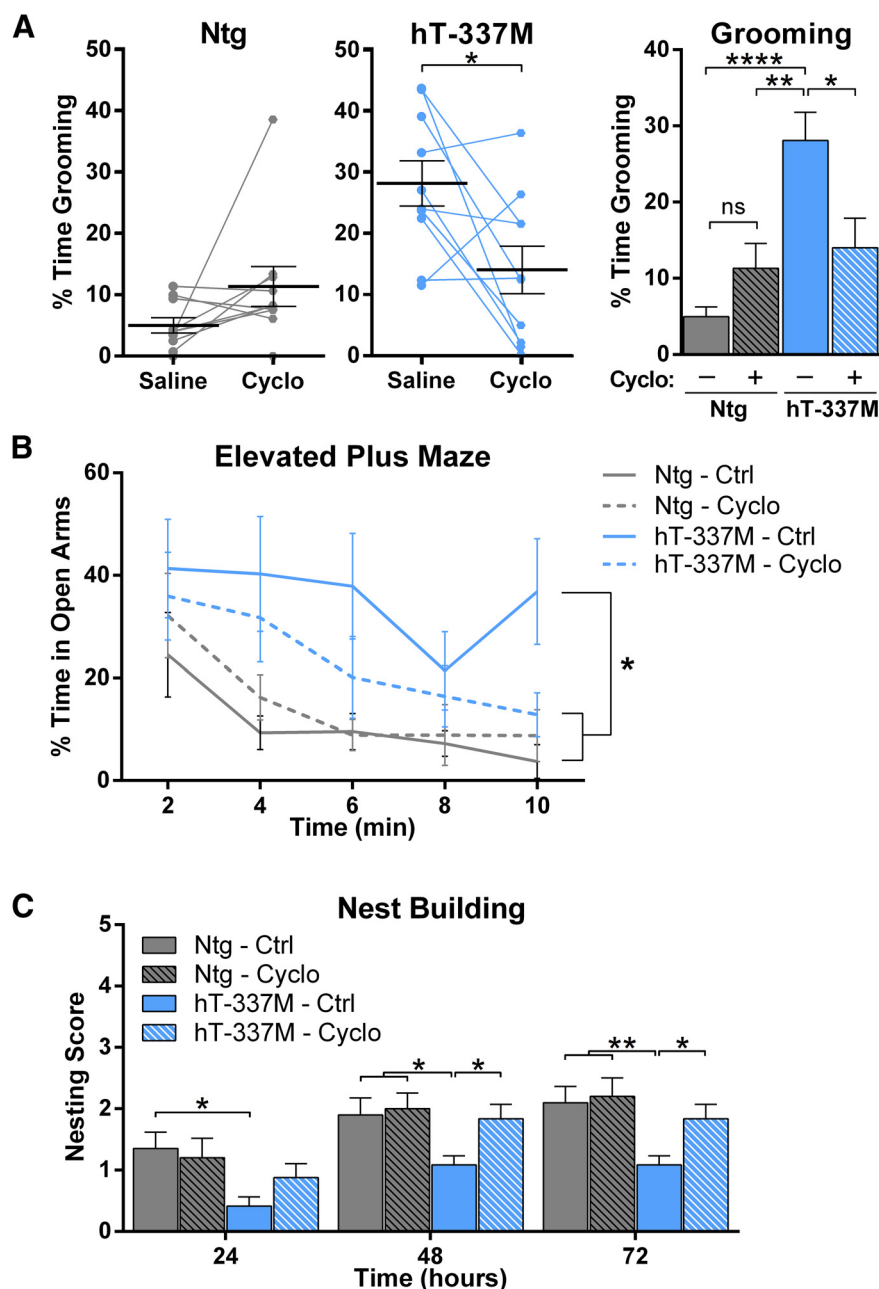 A
Ntg
hT-337M
Grooming
% Time Grooming
50
40
30
20
10
0
Saline
Cyclo
50
40
30
20
10
0
*
Saline
Cyclo
% Time Grooming
40
30
20
10
0
****
**
*
ns
Cyclo:
− + − +
Ntg
hT-337M
B
Elevated Plus Maze
% Time in Open Arms
60
40
20
0
2 4 6 8 10
Time (min)
Ntg - Ctrl
Ntg - Cyclo
hT-337M - Ctrl
hT-337M - Cyclo
*
C
Nest Building
Nesting Score
5
4
3
2
1
0
Ntg - Ctrl
Ntg - Cyclo
hT-337M - Ctrl
hT-337M - Cyclo
*
* *
** *
24 48 72
Time (hours)